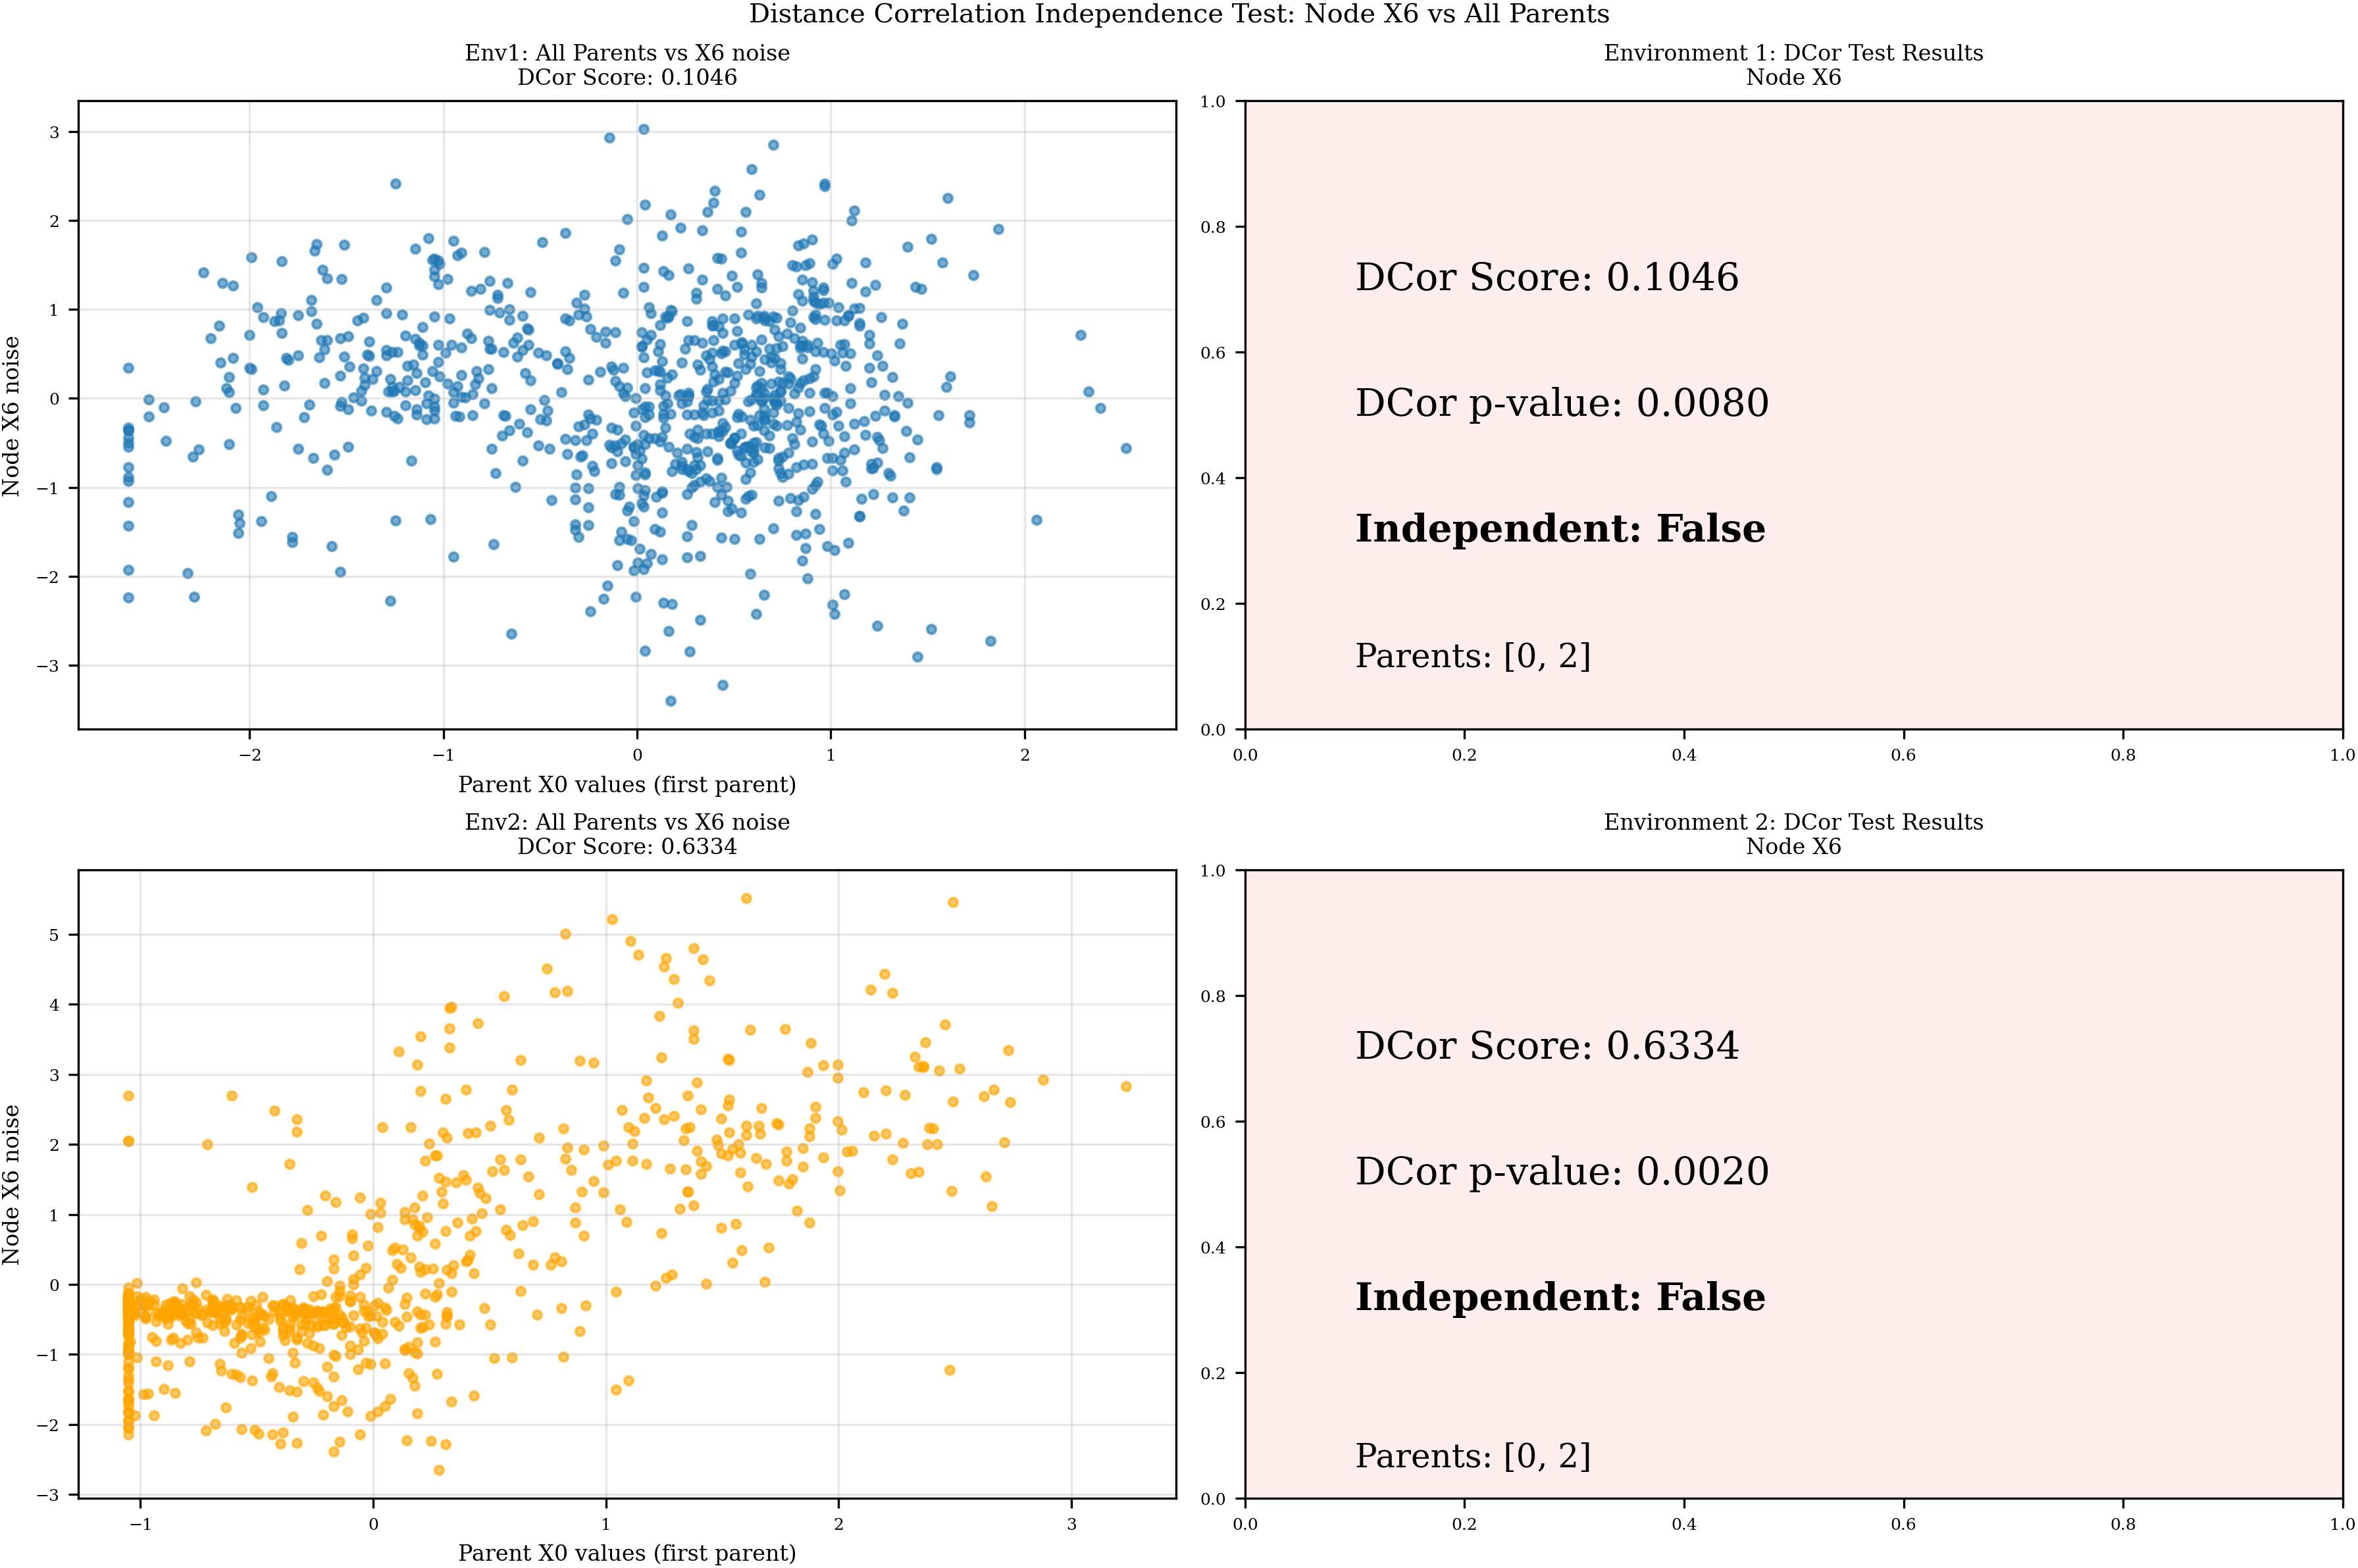 Distance Correlation Independence Test: Node X6 vs All Parents
Env1: All Parents vs X6 noise
DCor Score: 0.1046
3
2
1
0
−1
−2
−3
Node X6 noise
−2
−1
0
1
2
Parent X0 values (first parent)
Environment 1: DCor Test Results
Node X6
1.0
0.8
0.6
0.4
0.2
0.0
DCor Score: 0.1046
DCor p-value: 0.0080
Independent: False
Parents: [0, 2]
0.0
0.2
0.4
0.6
0.8
1.0
Env2: All Parents vs X6 noise
DCor Score: 0.6334
5
4
3
2
1
0
−1
−2
−3
Node X6 noise
−1
0
1
2
3
Parent X0 values (first parent)
Environment 2: DCor Test Results
Node X6
1.0
0.8
0.6
0.4
0.2
0.0
DCor Score: 0.6334
DCor p-value: 0.0020
Independent: False
Parents: [0, 2]
0.0
0.2
0.4
0.6
0.8
1.0